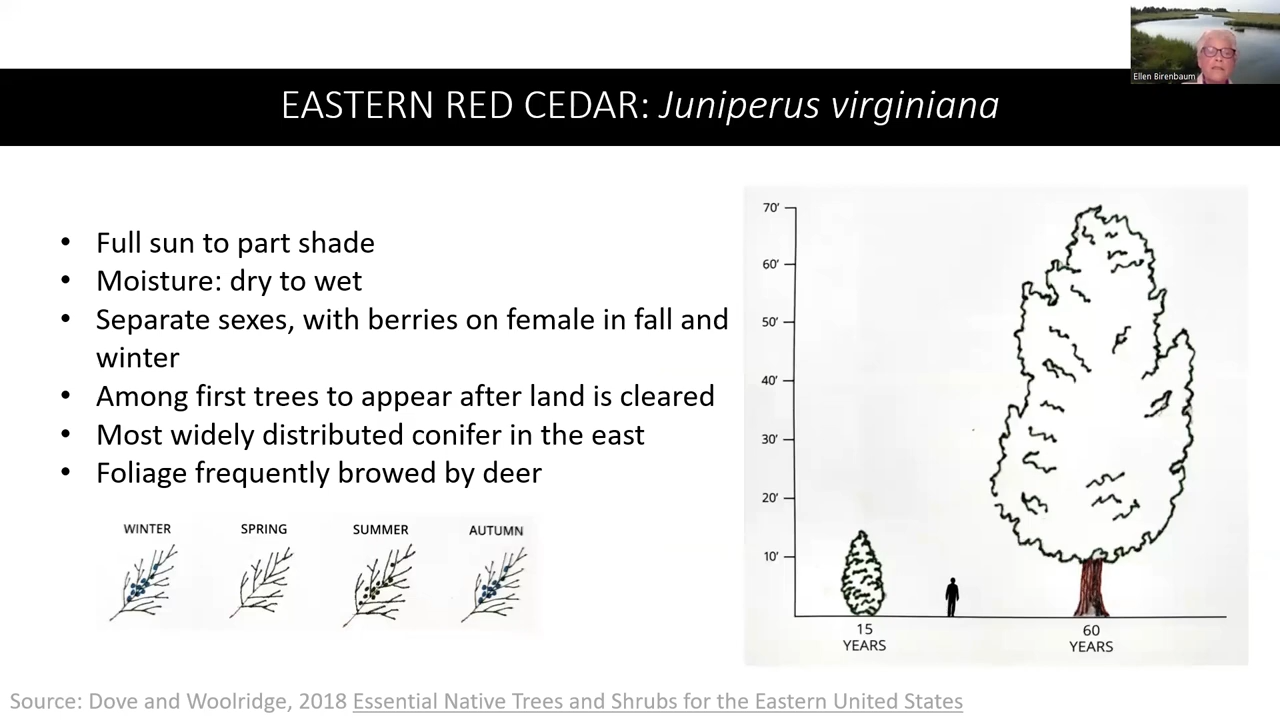 Ellen Birenbaum
EASTERN RED CEDAR: Juniperus virginiana
• Full sun to part shade
• Moisture: dry to wet
• Separate sexes, with berries on female in fall and
winter
• Among first trees to appear after land is cleared
• Most widely distributed conifer in the east
• Foliage frequently browed by deer
WINTER SPRING SUMMER AUTUMN
70'
60'
50'
40'
30'
20'
10'
15 60
YEARS YEARS
Source: Dove and Woolridge, 2018 Essential Native Trees and Shrubs for the Eastern United States